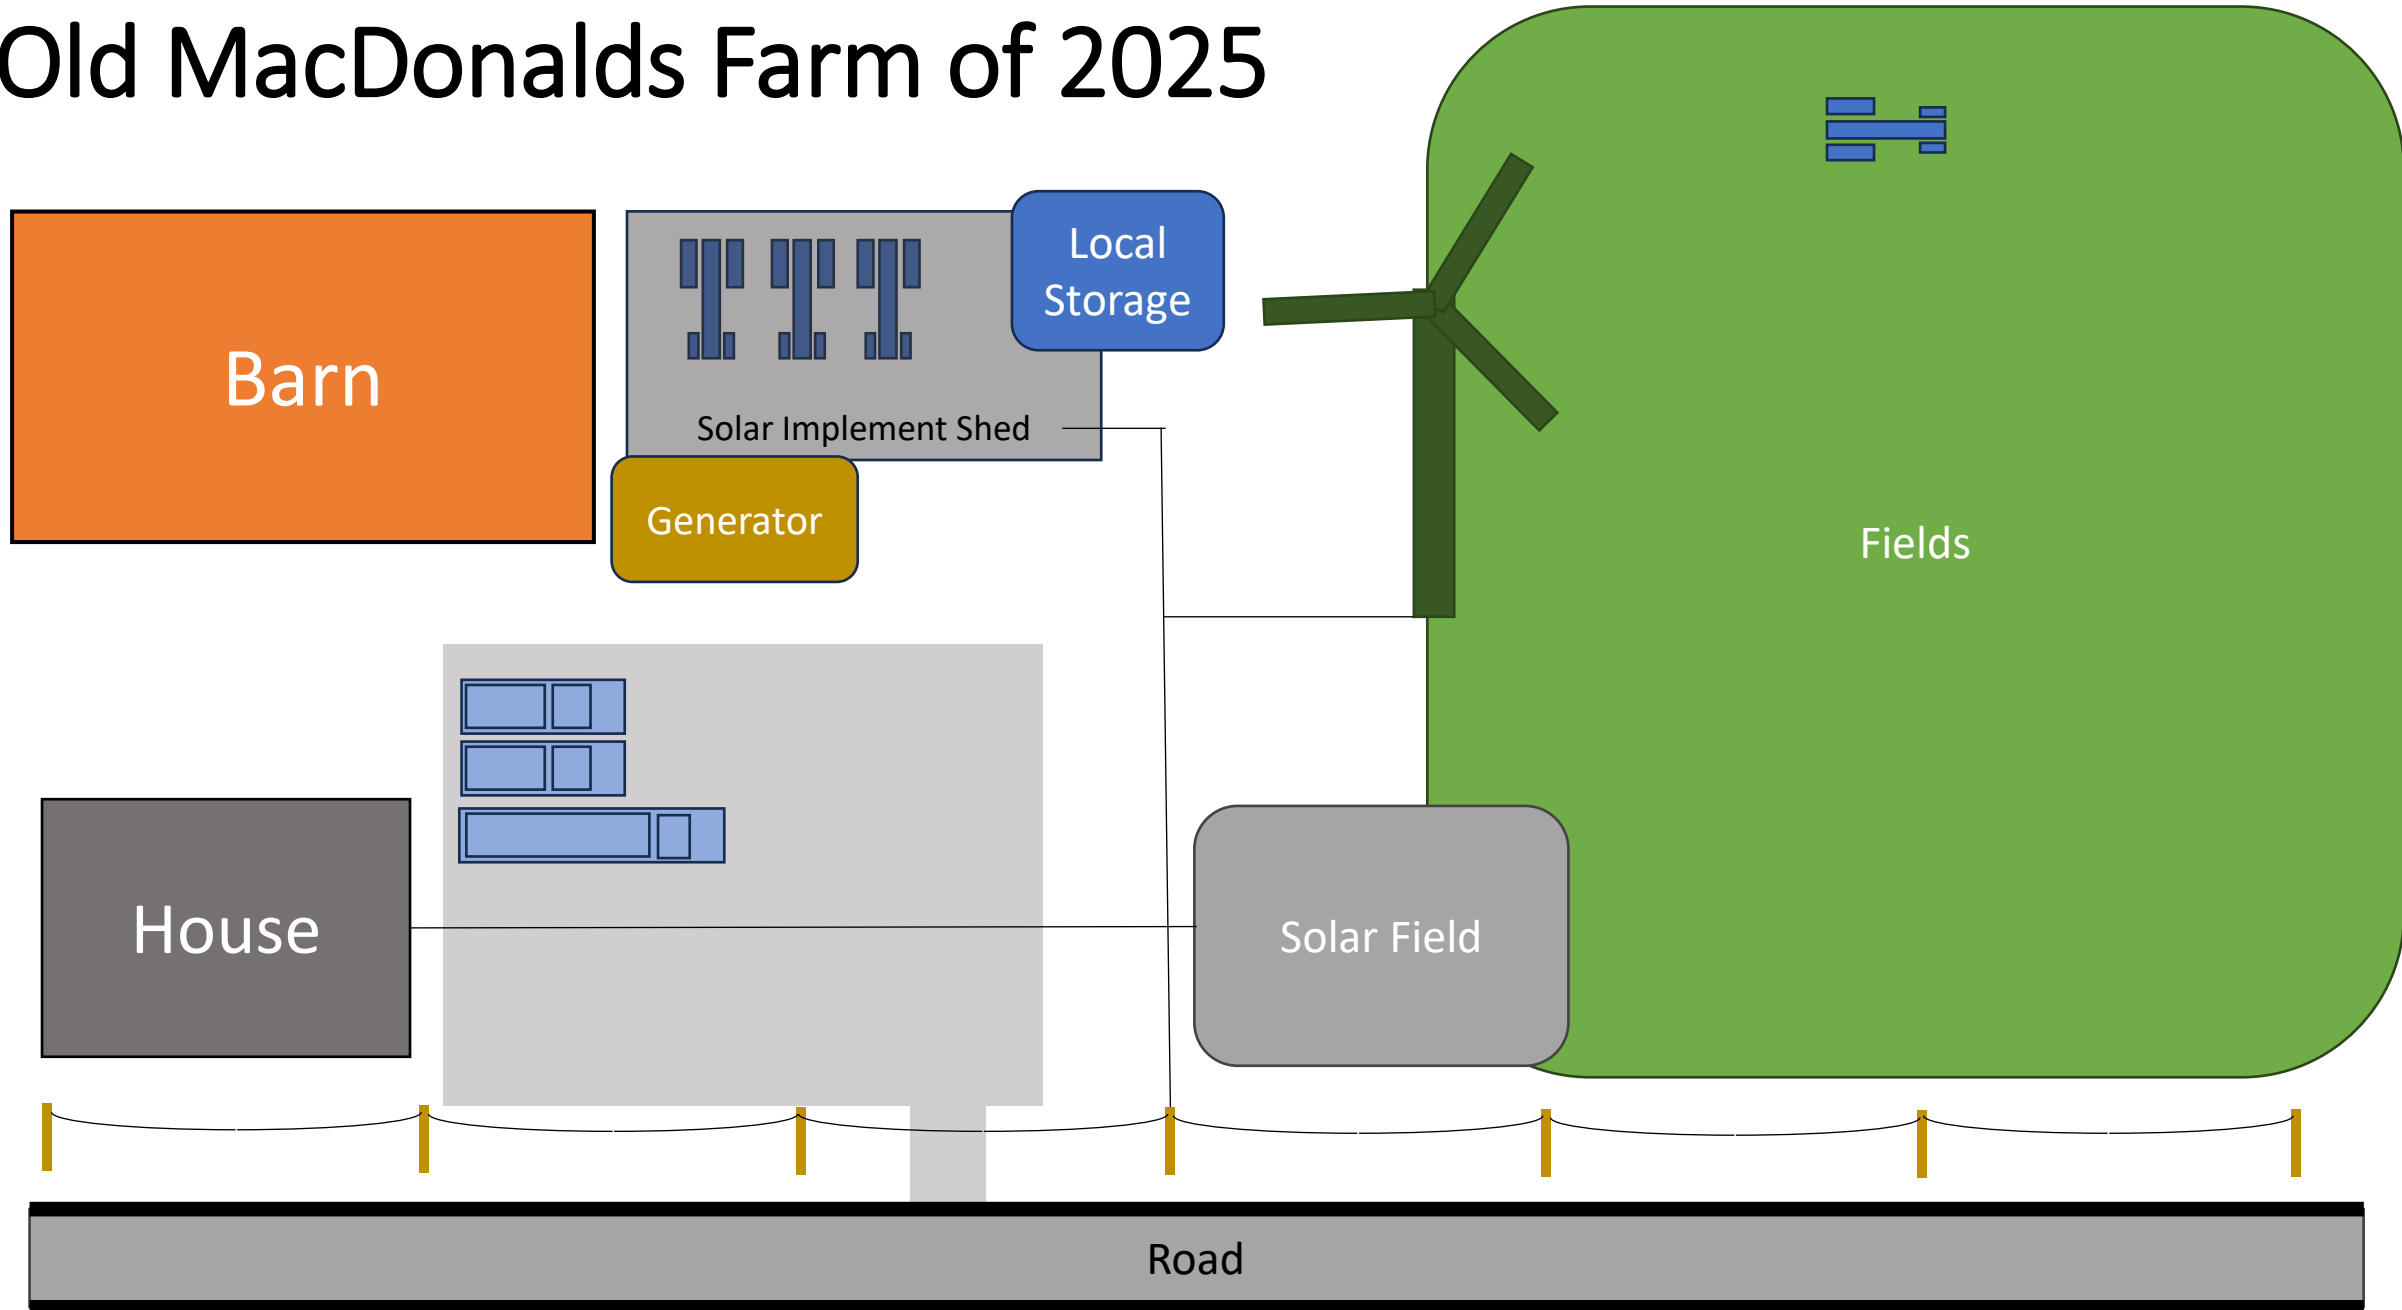 Old MacDonalds Farm of 2025
Barn
Local
Storage
Solar Implement Shed
Generator
Fields
House
Solar Field
Road